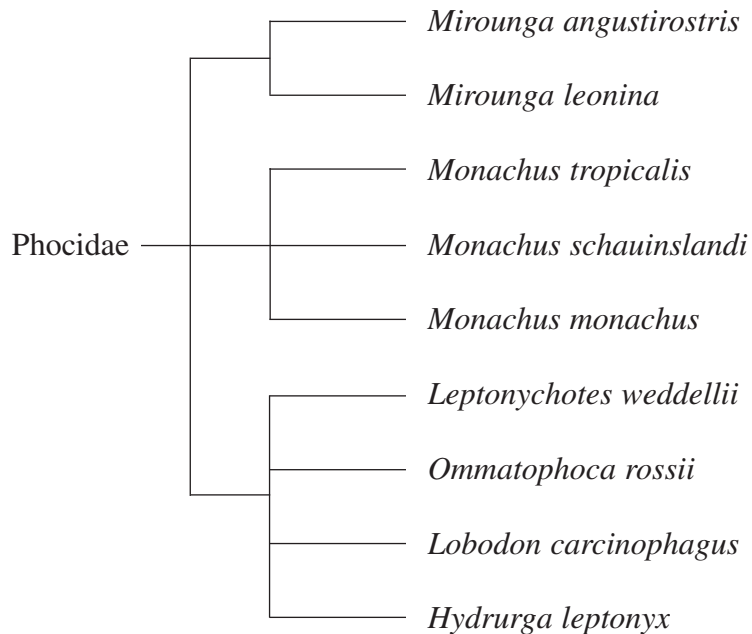 Mirounga angustirostris
Mirounga leonina
Monachus tropicalis
Phocidae
Monachus schauinslandi
Monachus monachus
Leptonychotes weddellii
Ommatophoca rossii
Lobodon carcinophagus
Hydrurga leptonyx